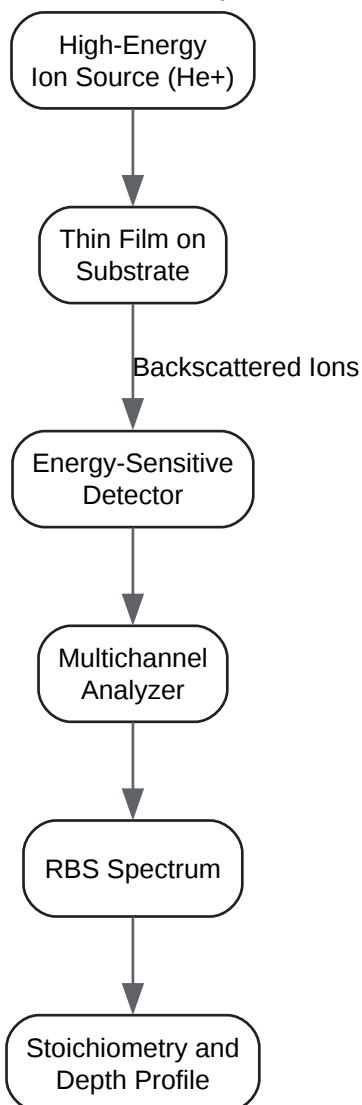 High-Energy
Ion Source (He+)
Thin Film on
Substrate
Backscattered Ions
Energy-Sensitive
Detector
Multichannel
Analyzer
RBS Spectrum
Stoichiometry and
Depth Profile